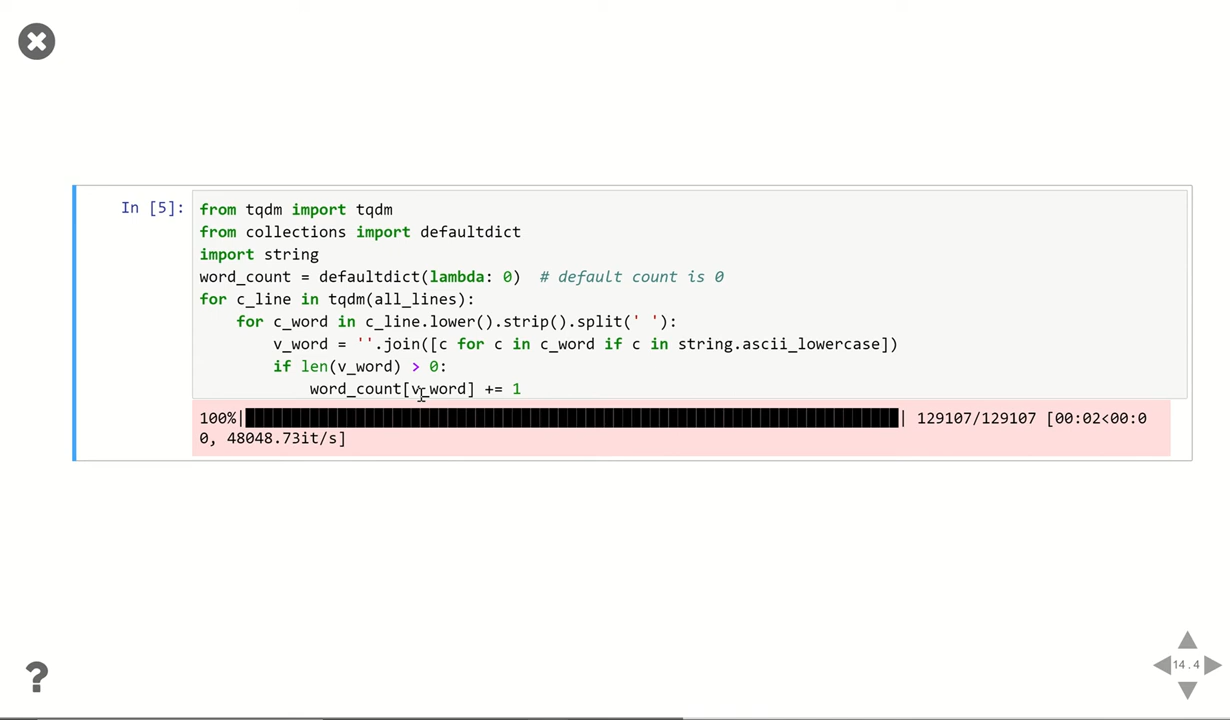 In [5]:
from tqdm import tqdm
from collections import defaultdict
import string
word_count = defaultdict(lambda: 0)  # default count is 0
for c_line in tqdm(all_lines):
    for c_word in c_line.lower().strip().split(' '):
        v_word = ''.join([c for c in c_word if c in string.ascii_lowercase])
        if len(v_word) > 0:
            word_count[v_word] += 1
100%|██████████| 129107/129107 [00:02<00:0
0, 48048.73it/s]
?
14.4